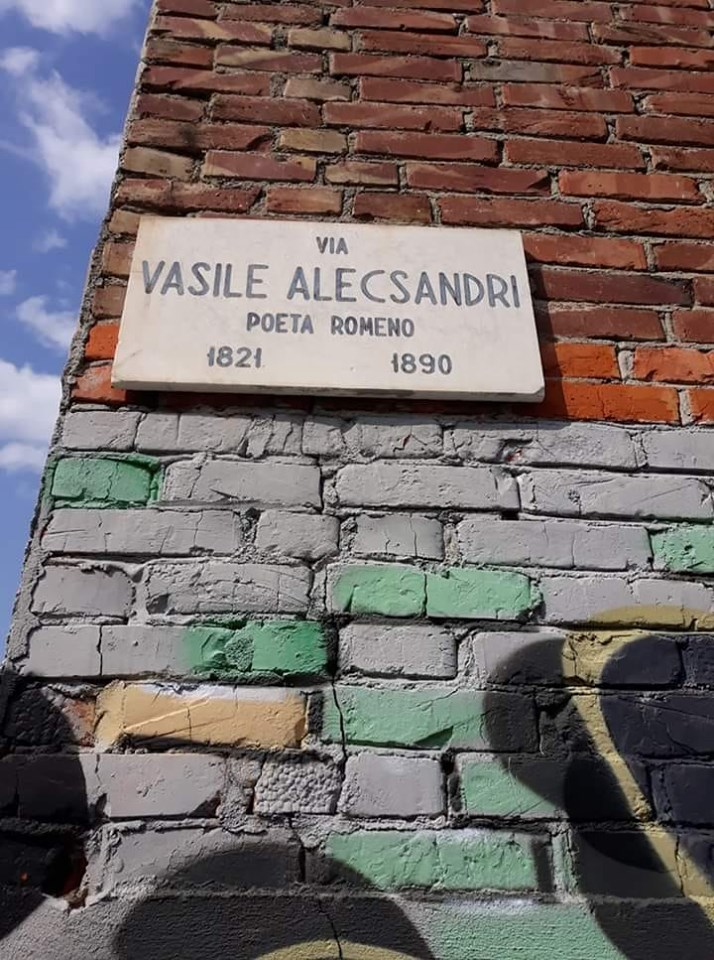 VIA
VASILE ALECSANDRI
POETA ROMENO
1821 1890